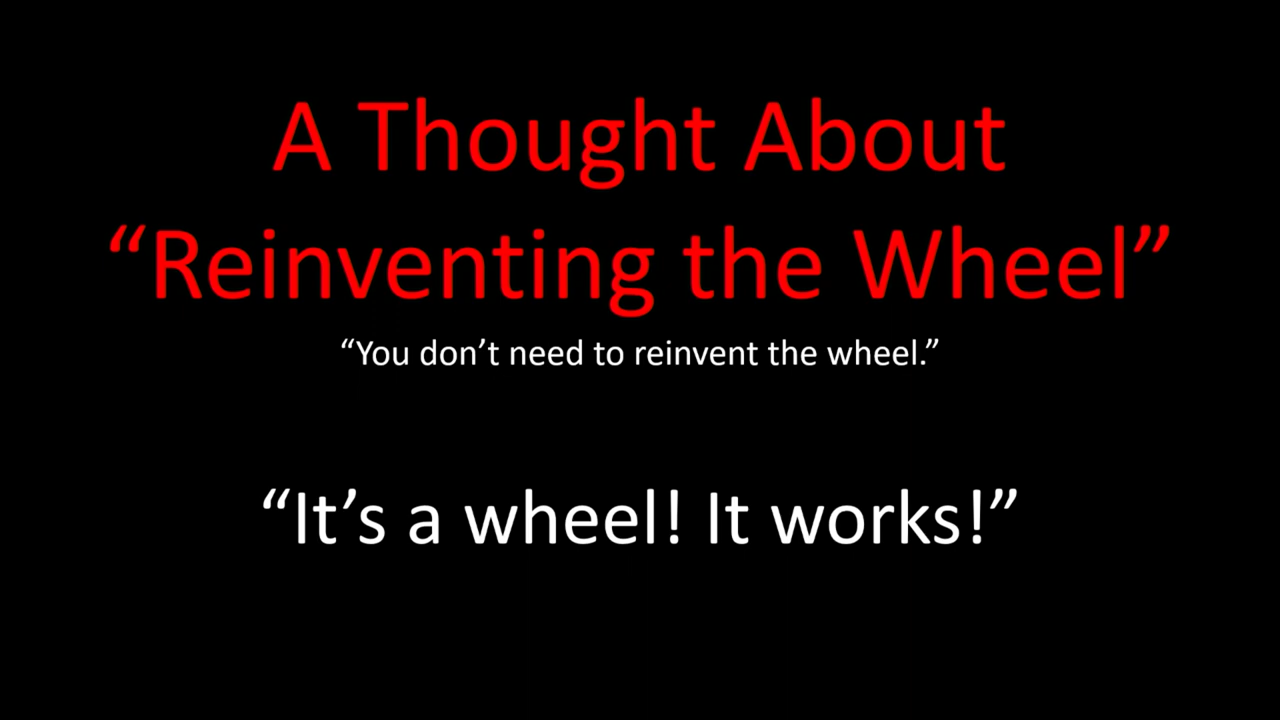 A Thought About
“Reinventing the Wheel”
“You don’t need to reinvent the wheel.”
“It’s a wheel! It works!”